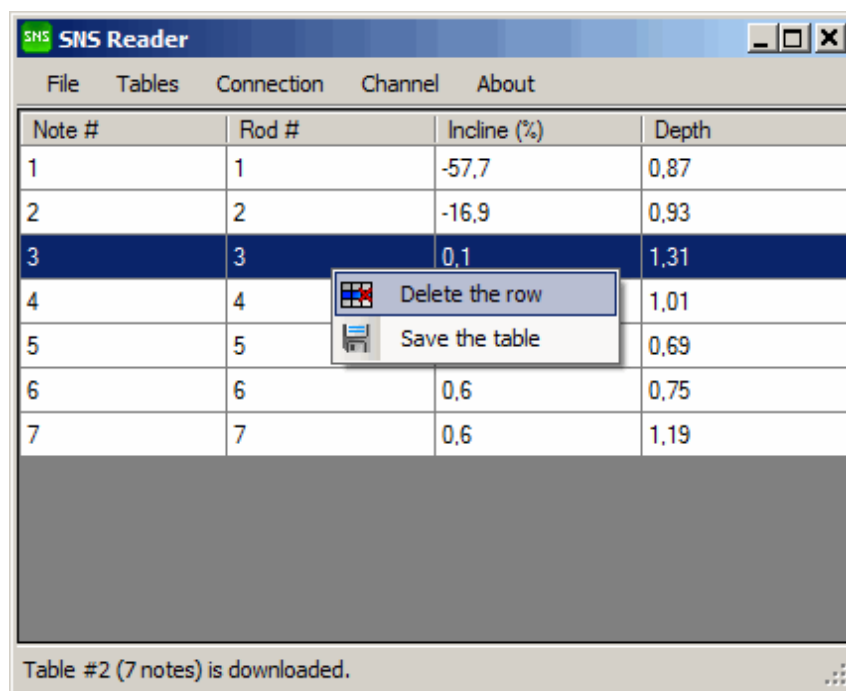 SNS SNS Reader
File Tables Connection Channel About
Note # Rod # Incline (%) Depth
1 1 -57,7 0,87
2 2 -16,9 0,93
3 3 0,1 1,31
Delete the row
4 4 1,01
Save the table
5 5 0,69
6 6 0,6 0,75
7 7 0,6 1,19
Table #2 (7 notes) is downloaded.